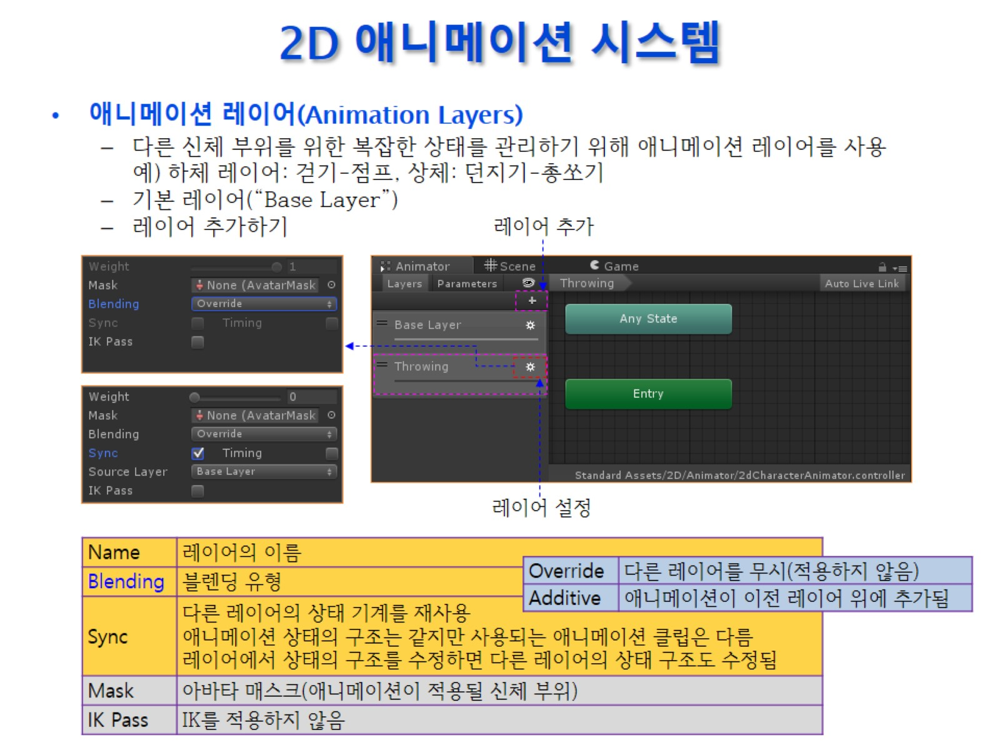 2D 애니메이션 시스템
• 애니메이션 레이어(Animation Layers)
– 다른 신체 부위를 위한 복잡한 상태를 관리하기 위해 애니메이션 레이어를 사용
예) 하체 레이어: 걷기-점프, 상체: 던지기-총쏘기
– 기본 레이어(“Base Layer”)
– 레이어 추가하기
레이어 추가
Weight 1
Mask None (AvatarMask
Blending Override
Sync Timing
IK Pass
Weight 0
Mask None (AvatarMask
Blending Override
Sync Timing
Source Layer Base Layer
IK Pass
Animator Scene Game
Layers Parameters Throwing Auto Live Link
+
Base Layer
Throwing
Any State
Entry
Standard Assets/2D/Animator/2dCharacterAnimator.controller
레이어 설정
Name 레이어의 이름
Blending 블렌딩 유형
Override 다른 레이어를 무시(적용하지 않음)
Additive 애니메이션이 이전 레이어 위에 추가됨
Sync 다른 레이어의 상태 기계를 재사용
애니메이션 상태의 구조는 같지만 사용되는 애니메이션 클립은 다름
레이어에서 상태의 구조를 수정하면 다른 레이어의 상태 구조도 수정됨
Mask 아바타 매스크(애니메이션이 적용될 신체 부위)
IK Pass IK를 적용하지 않음